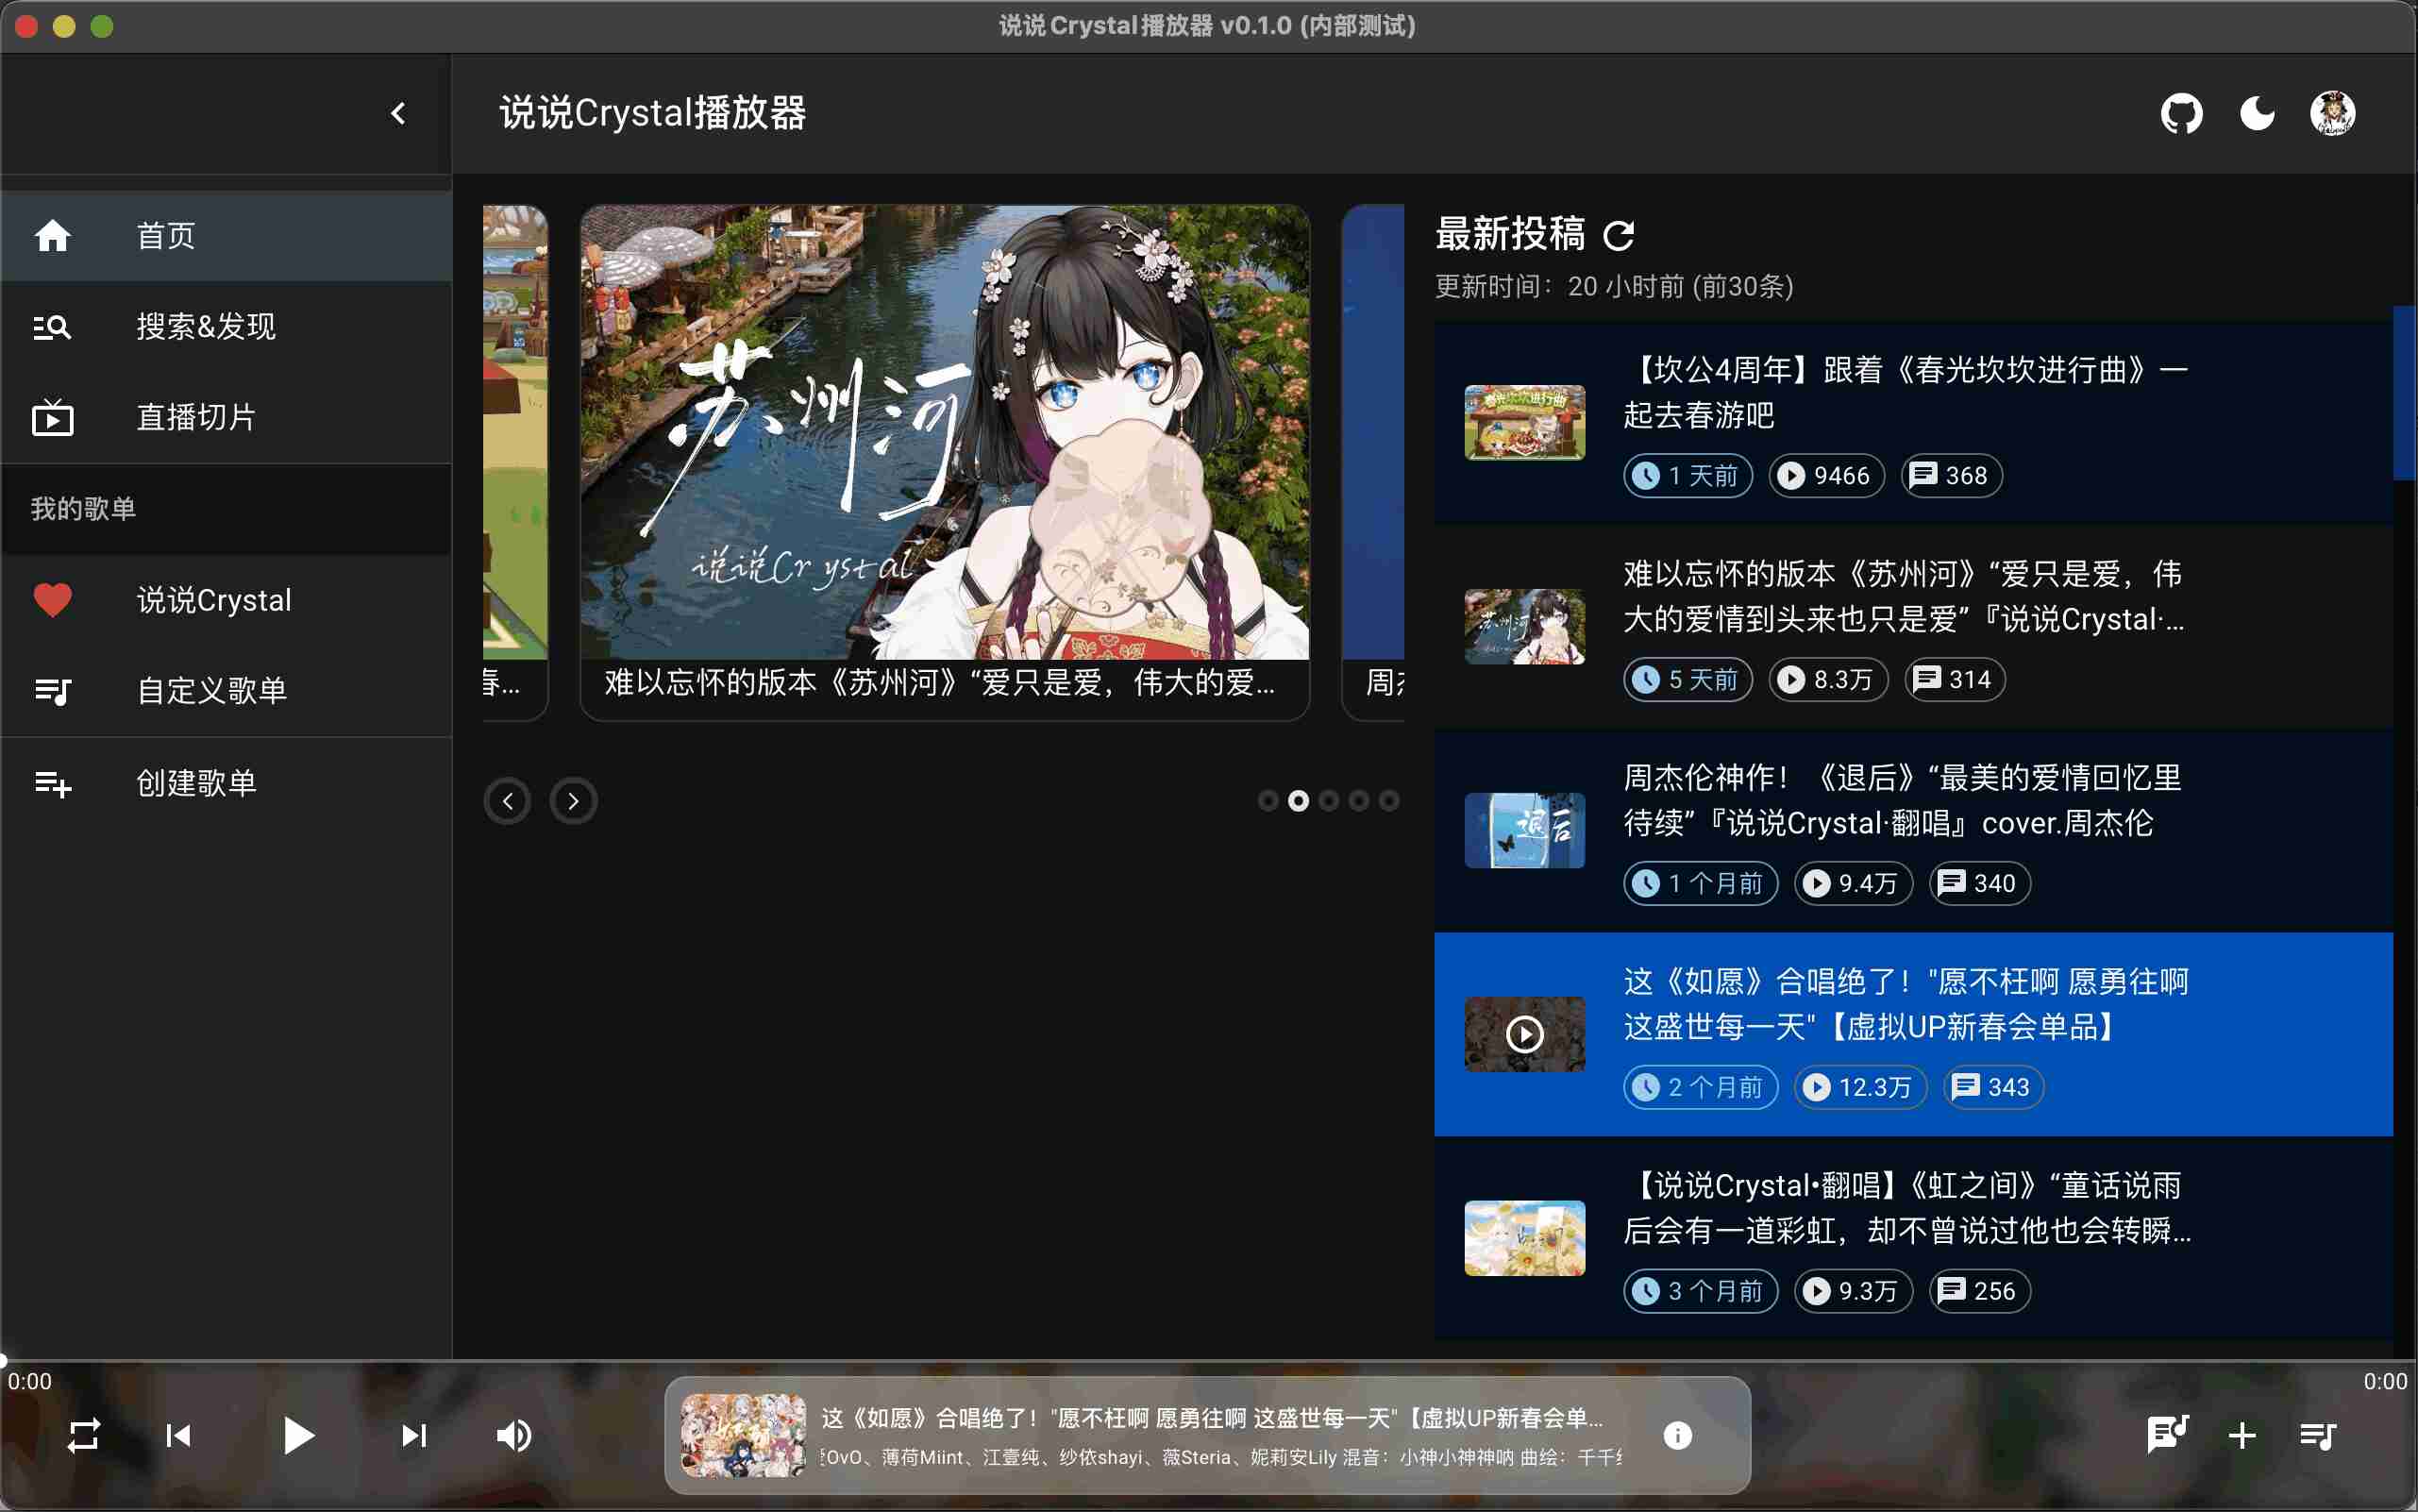 说说Crystal播放器 v0.1.0 (内部测试)
说说Crystal播放器
首页
搜索&发现
直播切片
我的歌单
说说Crystal
自定义歌单
创建歌单
苏州河
说说Crystal
春...
难以忘怀的版本《苏州河》“爱只是爱，伟大的爱...
周杰
最新投稿
更新时间：20 小时前 (前30条)
【坎公4周年】跟着《春光坎坎进行曲》一
起去春游吧
1 天前 9466 368
难以忘怀的版本《苏州河》“爱只是爱，伟
大的爱情到头来也只是爱”『说说Crystal·...
5 天前 8.3万 314
周杰伦神作！《退后》“最美的爱情回忆里
待续”『说说Crystal·翻唱』cover.周杰伦
1 个月前 9.4万 340
这《如愿》合唱绝了！"愿不枉啊 愿勇往啊
这盛世每一天"【虚拟UP新春会单品】
2 个月前 12.3万 343
【说说Crystal•翻唱】《虹之间》“童话说雨
后会有一道彩虹，却不曾说过他也会转瞬...
3 个月前 9.3万 256
0:00
0:00
这《如愿》合唱绝了！"愿不枉啊 愿勇往啊 这盛世每一天"【虚拟UP新春会单...
OvO、薄荷Miint、江壹纯、纱依shayi、薇Steria、妮莉安Lily 混音：小神小神神呐 曲绘：千千